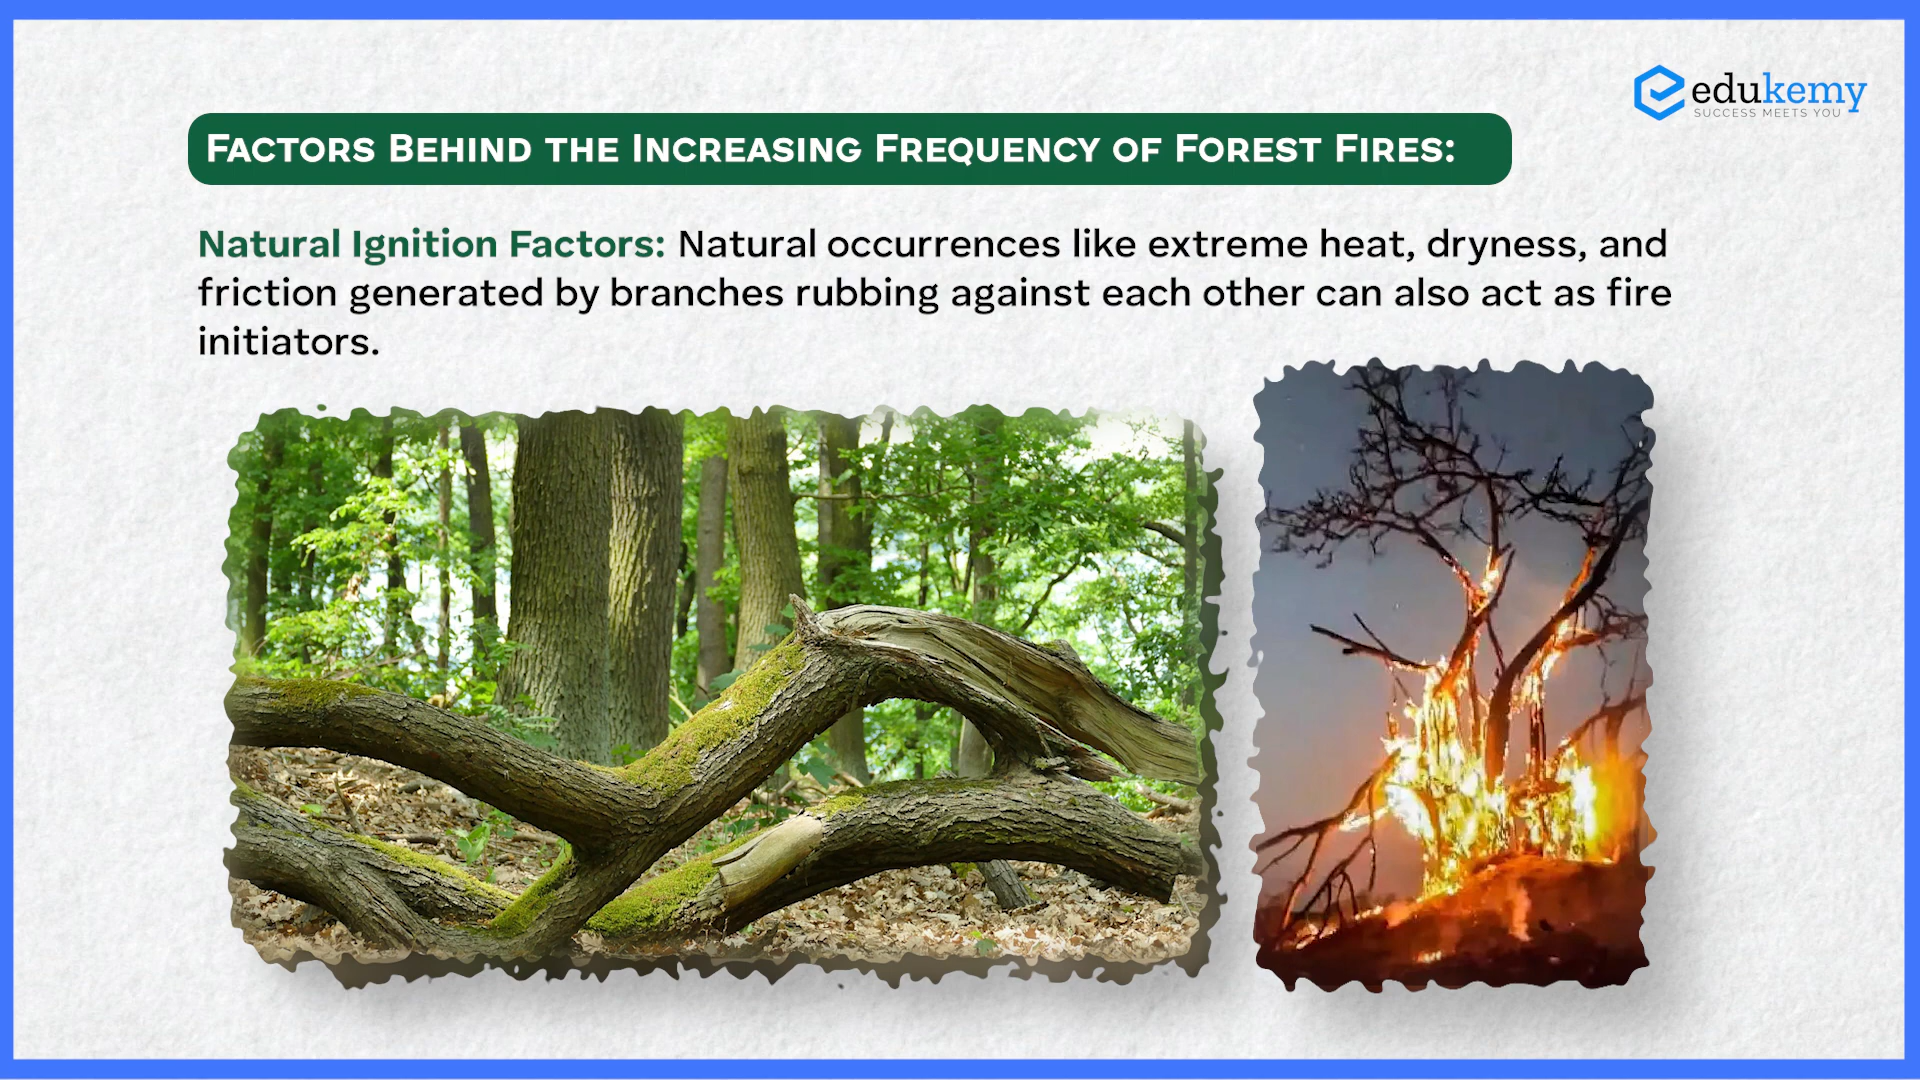 edukemy
SUCCESS MEETS YOU
FACTORS BEHIND THE INCREASING FREQUENCY OF FOREST FIRES:
Natural Ignition Factors: Natural occurrences like extreme heat, dryness, and
friction generated by branches rubbing against each other can also act as fire
initiators.